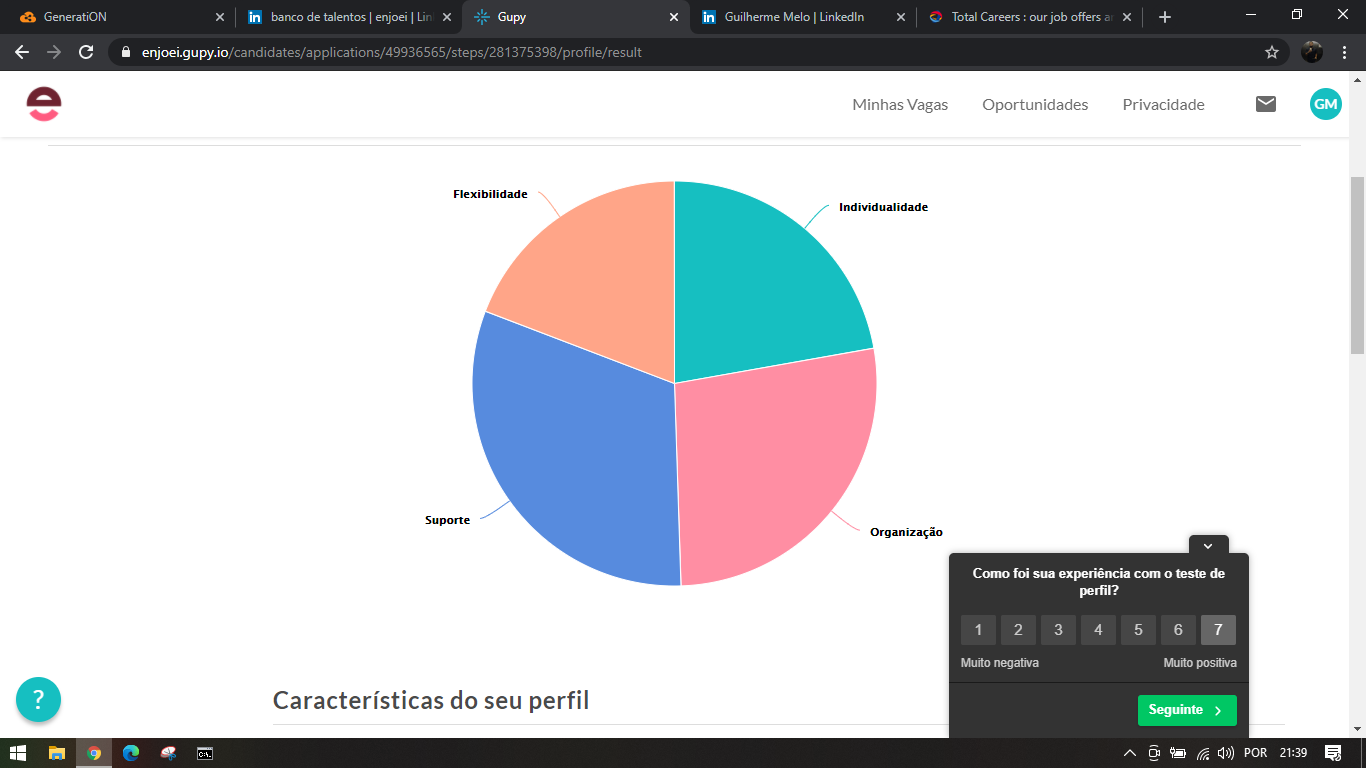 GeneratiON
banco de talentos | enjoei | Lin
Gupy
Guilherme Melo | LinkedIn
Total Careers : our job offers ar
enjoei.gupy.io/candidates/applications/49936565/steps/281375398/profile/result
Minhas Vagas
Oportunidades
Privacidade
GM
Flexibilidade
Individualidade
Suporte
Organização
Como foi sua experiência com o teste de
perfil?
1 2 3 4 5 6 7
Muito negativa
Muito positiva
Seguinte
Características do seu perfil
?
POR
21:39